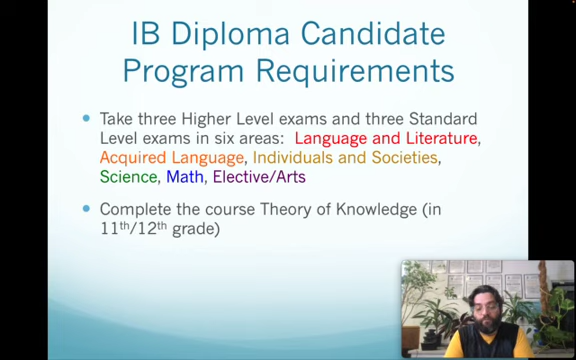 IB Diploma Candidate
Program Requirements
Take three Higher Level exams and three Standard
Level exams in six areas: Language and Literature,
Acquired Language, Individuals and Societies,
Science, Math, Elective/Arts
Complete the course Theory of Knowledge (in
11th/12th grade)